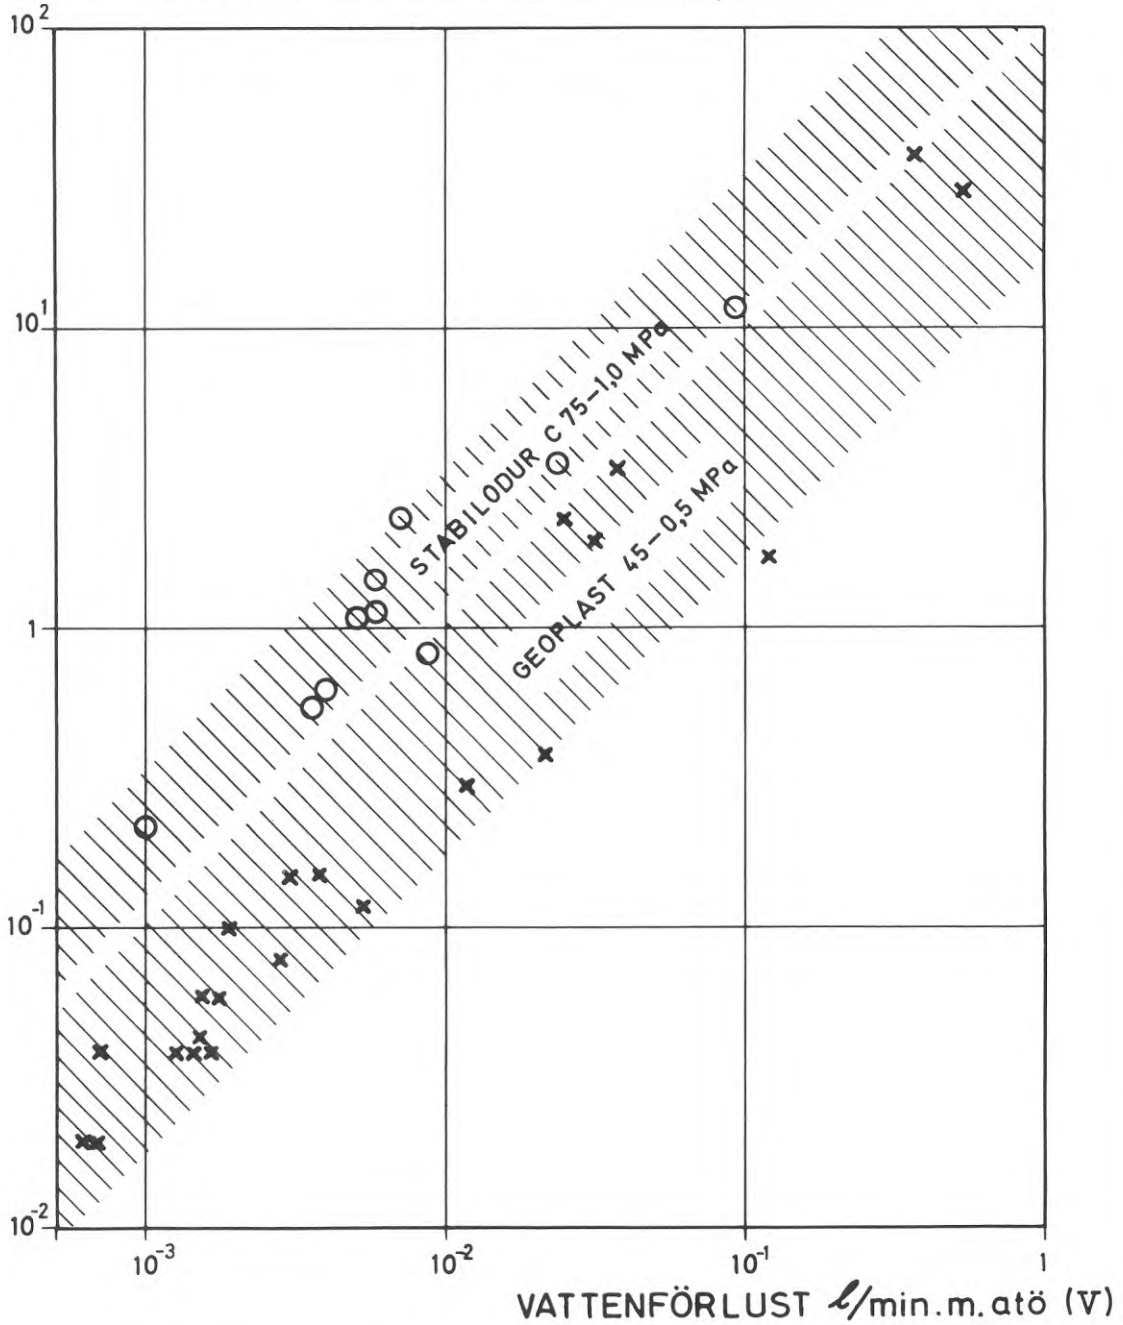 10²
10¹
1
10⁻¹
10⁻²
STABILODUR C 75-1,0 MPa
GEOPLAST 45-0,5 MPa
10⁻³ 10⁻² 10⁻¹ 1
VATTENFÖRLUST ℓ/min.m.atö (V)